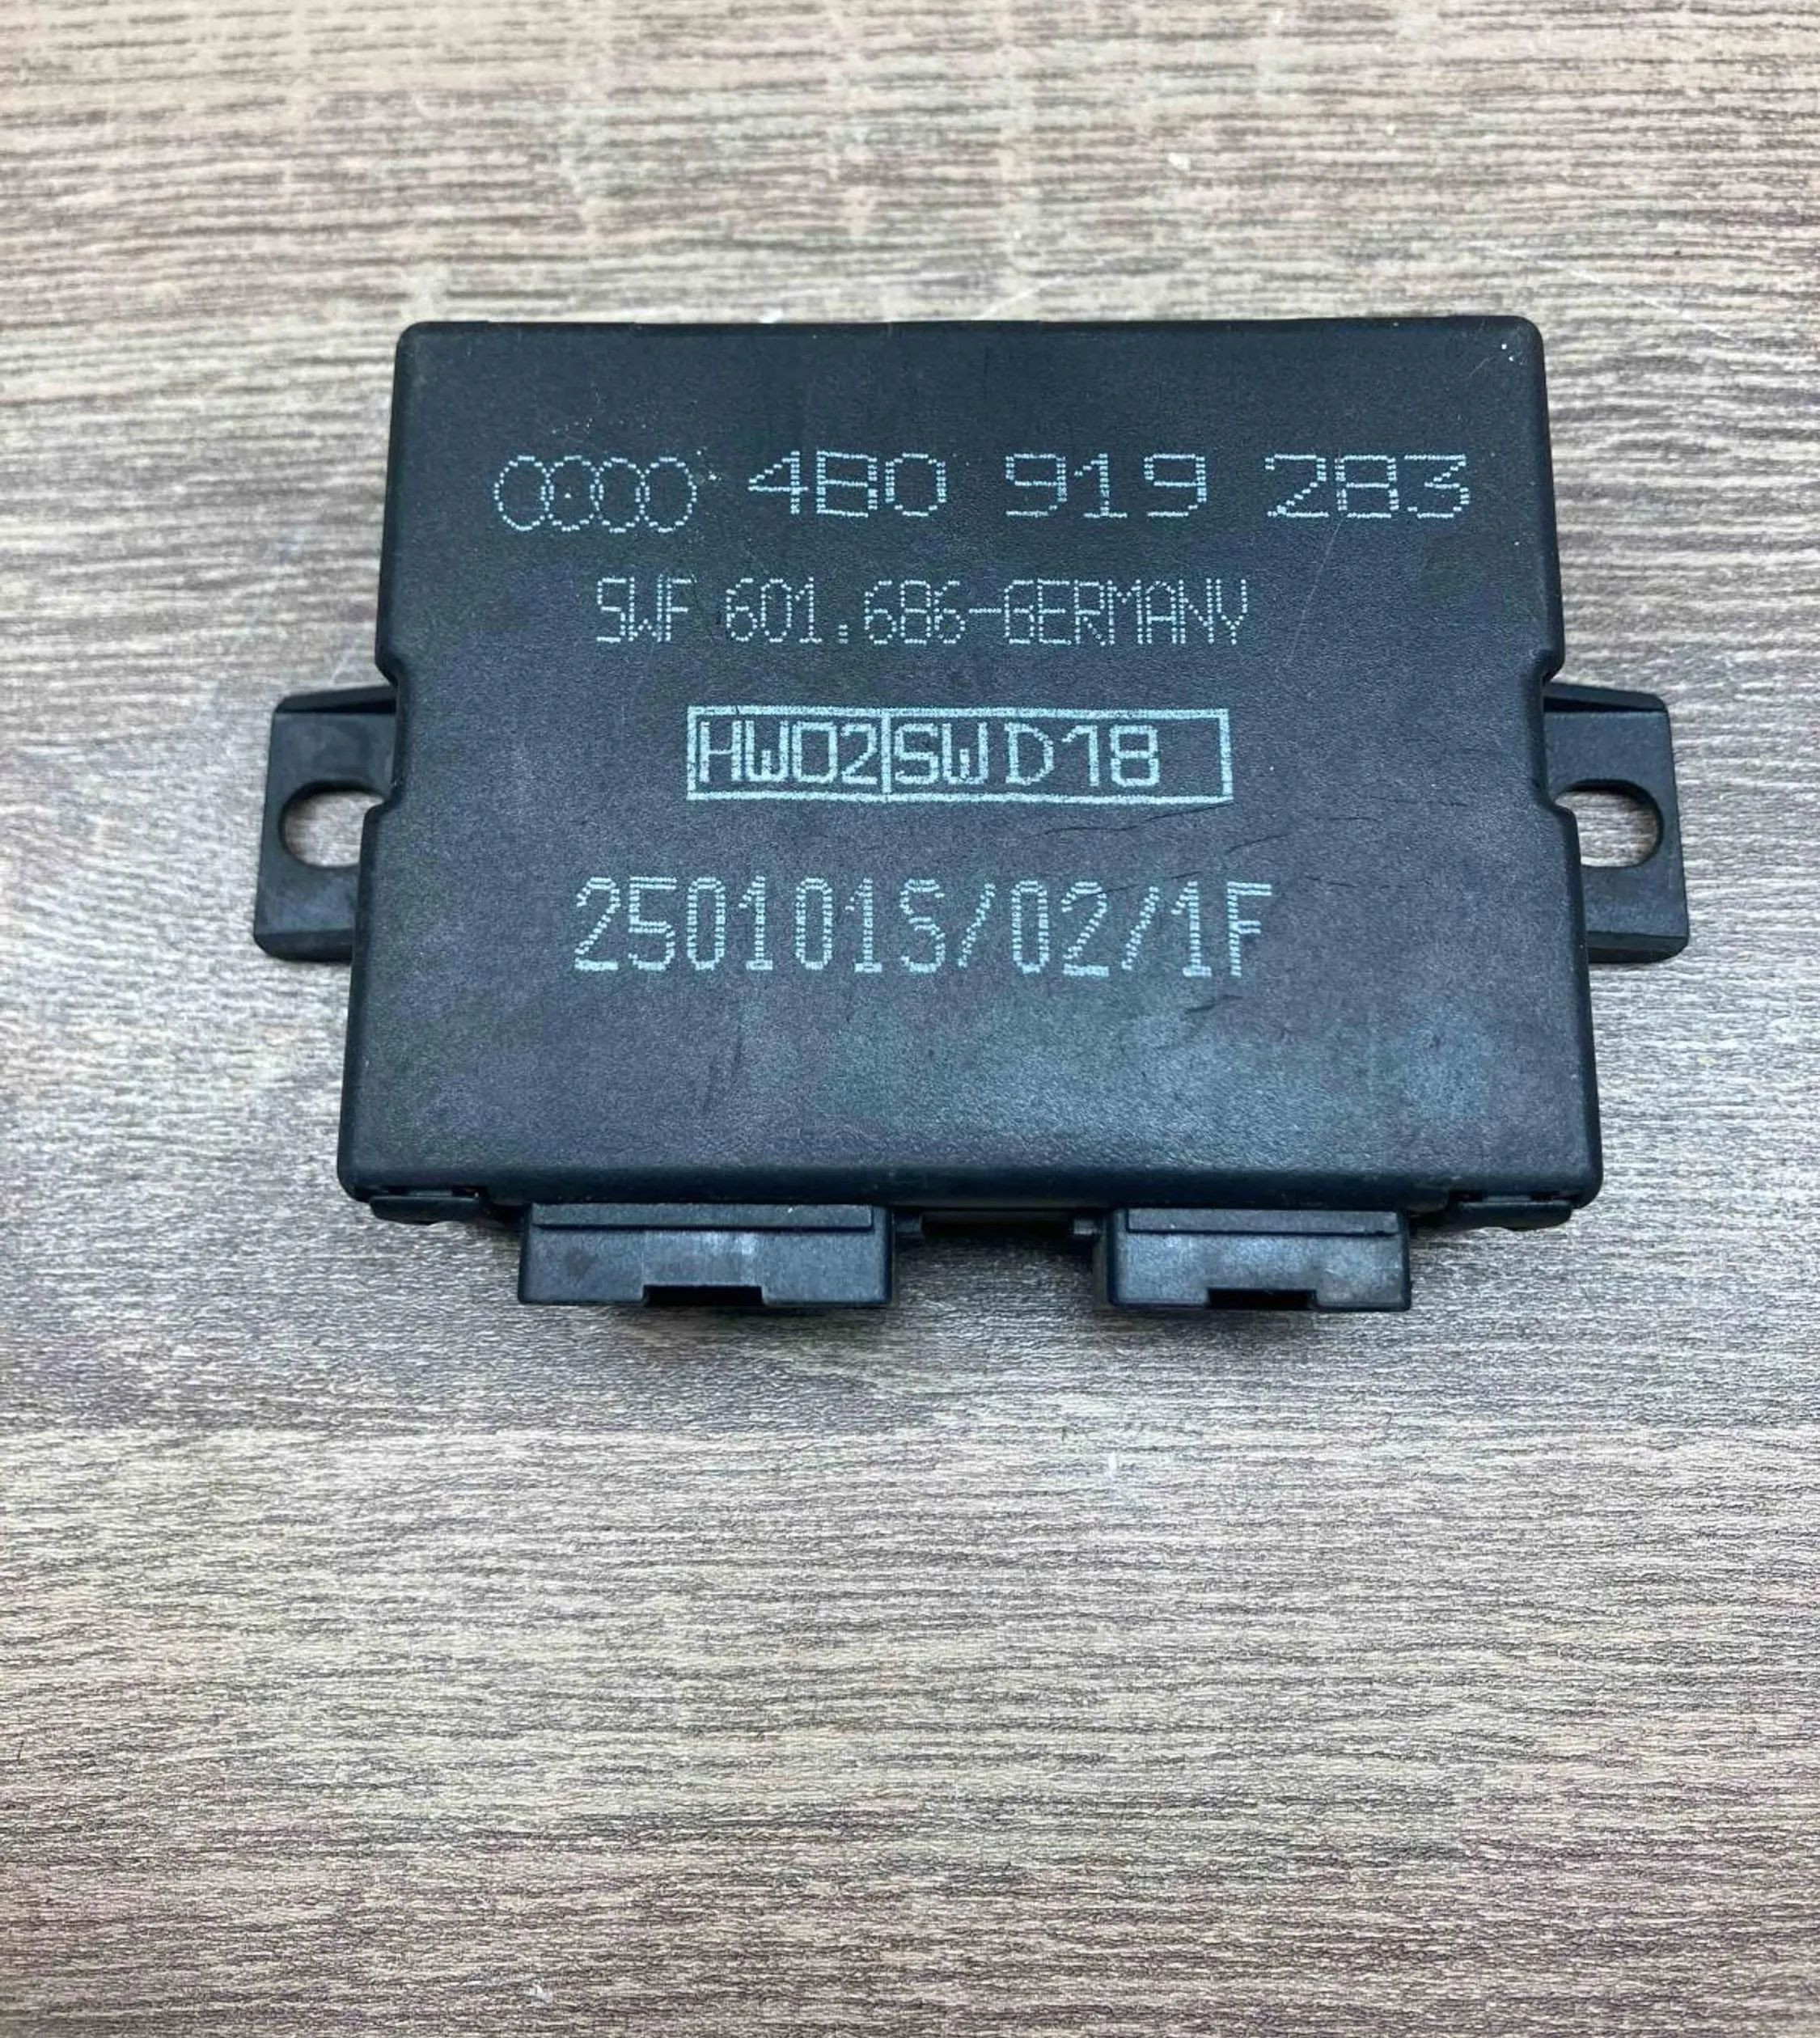 4B0 919 283
SWF 601.686-GERMANY
HW02 SW D18
250101S/02/1F